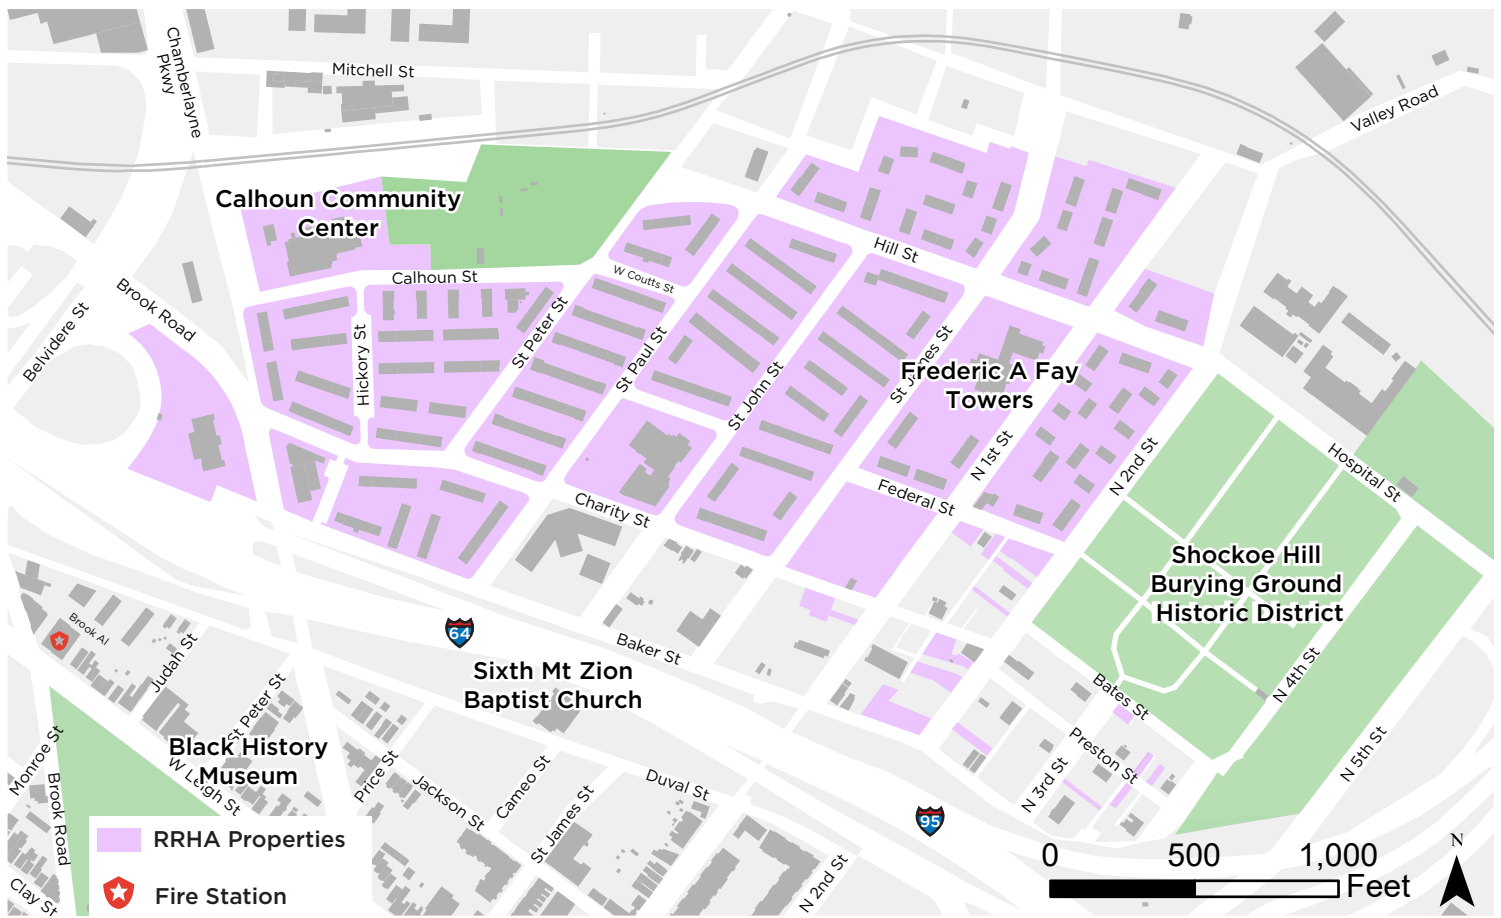 Chamberlayne
Pkwy
Mitchell St
Valley Road
Calhoun Community
Center
Hill St
Calhoun St
W Coutts St
Brook Road
Belvidere St
Hickory St
St Peter St
St Paul St
St John St
St James St
Frederic A Fay
Towers
N 1st St
N 2nd St
Hospital St
Federal St
Charity St
Shockoe Hill
Burying Ground
Historic District
Brook Al
Judah St
64
Baker St
Sixth Mt Zion
Baptist Church
St Peter St
N 4th St
Bates St
Preston St
N 3rd St
N 5th St
Black History
Museum
W Leigh St
Monroe St
Brook Road
Price St
Jackson St
Cameo St
St James St
Duval St
95
N 2nd St
Clay St
RRHA Properties
Fire Station
0 500 1,000
Feet
N